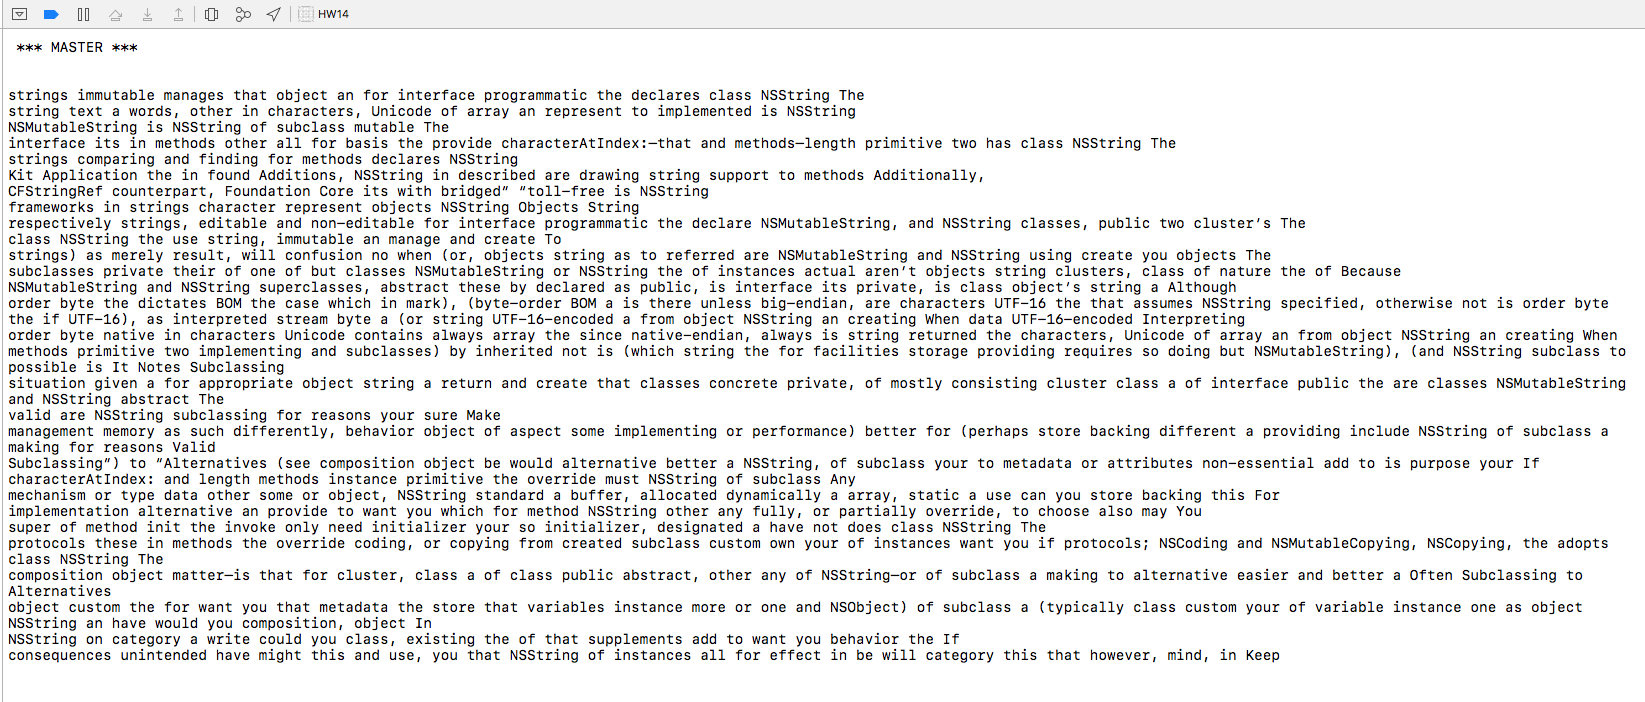 HW14
*** MASTER ***
strings immutable manages that object an for interface programmatic the declares class NSString The
string text a words, other in characters, Unicode of array an represent to implemented is NSString
NSMutableString is NSString of subclass mutable The
interface its in methods other all for basis the provide characterAtIndex:—that and methods—length primitive two has class NSString The
strings comparing and finding for methods declares NSString
Kit Application the in found Additions, NSString in described are drawing string support to methods Additionally,
CFStringRef counterpart, Foundation Core its with bridged” “toll-free is NSString
frameworks in strings character represent objects NSString Objects String
respectively strings, editable and non-editable for interface programmatic the declare NSMutableString, and NSString classes, public two cluster’s The
class NSString the use string, immutable an manage and create To
strings) as merely result, will confusion no when (or, objects string as to referred are NSMutableString and NSString using create you objects The
subclasses private their of one of but classes NSMutableString or NSString the of instances actual aren’t objects string clusters, class of nature the of Because
NSMutableString and NSString superclasses, abstract these by declared as public, is interface its private, is class object’s string a Although
order byte the dictates BOM the case which in mark), (byte-order BOM a is there unless big-endian, are characters UTF-16 the that assumes NSString specified, otherwise not is order byte
the if UTF-16), as interpreted stream byte a (or string UTF-16-encoded a from object NSString an creating When data UTF-16-encoded Interpreting
order byte native in characters Unicode contains always array the since native-endian, always is string returned the characters, Unicode of array an from object NSString an creating When
methods primitive two implementing and subclasses) by inherited not is (which string the for facilities storage providing requires so doing but NSMutableString), (and NSString subclass to
possible is It Notes Subclassing
situation given a for appropriate object string a return and create that classes concrete private, of mostly consisting cluster class a of interface public the are classes NSMutableString
and NSString abstract The
valid are NSString subclassing for reasons your sure Make
management memory as such differently, behavior object of aspect some implementing or performance) better for (perhaps store backing different a providing include NSString of subclass a
making for reasons Valid
Subclassing”) to “Alternatives (see composition object be would alternative better a NSString, of subclass your to metadata or attributes non-essential add to is purpose your If
characterAtIndex: and length methods instance primitive the override must NSString of subclass Any
mechanism or type data other some or object, NSString standard a buffer, allocated dynamically a array, static a use can you store backing this For
implementation alternative an provide to want you which for method NSString other any fully, or partially override, to choose also may You
super of method init the invoke only need initializer your so initializer, designated a have not does class NSString The
protocols these in methods the override coding, or copying from created subclass custom own your of instances want you if protocols; NSCoding and NSMutableCopying, NSCopying, the adopts
class NSString The
composition object matter—is that for cluster, class a of class public abstract, other any of NSString—or of subclass a making to alternative easier and better a Often Subclassing to
Alternatives
object custom the for want you that metadata the store that variables instance more or one and NSObject) of subclass a (typically class custom your of variable instance one as object
NSString an have would you composition, object In
NSString on category a write could you class, existing the of that supplements add to want you behavior the If
consequences unintended have might this and use, you that NSString of instances all for effect in be will category this that however, mind, in Keep